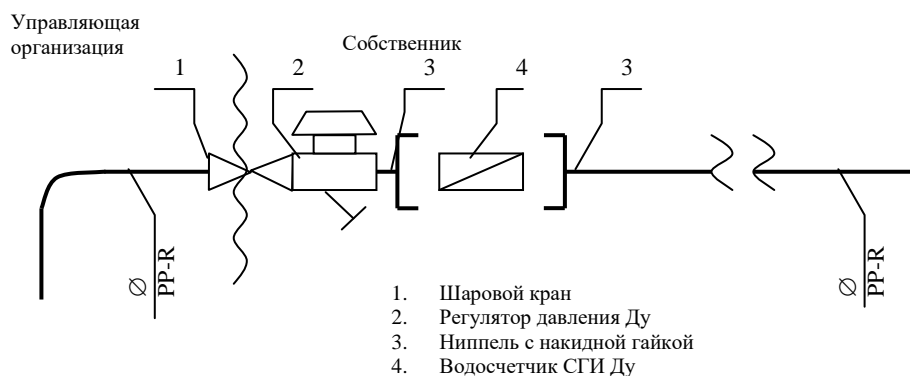 Управляющая
организация
Собственник
1
2
3
4
3
∅
PP-R
∅
PP-R
1. Шаровой кран
2. Регулятор давления Ду
3. Ниппель с накидной гайкой
4. Водосчетчик СГИ Ду